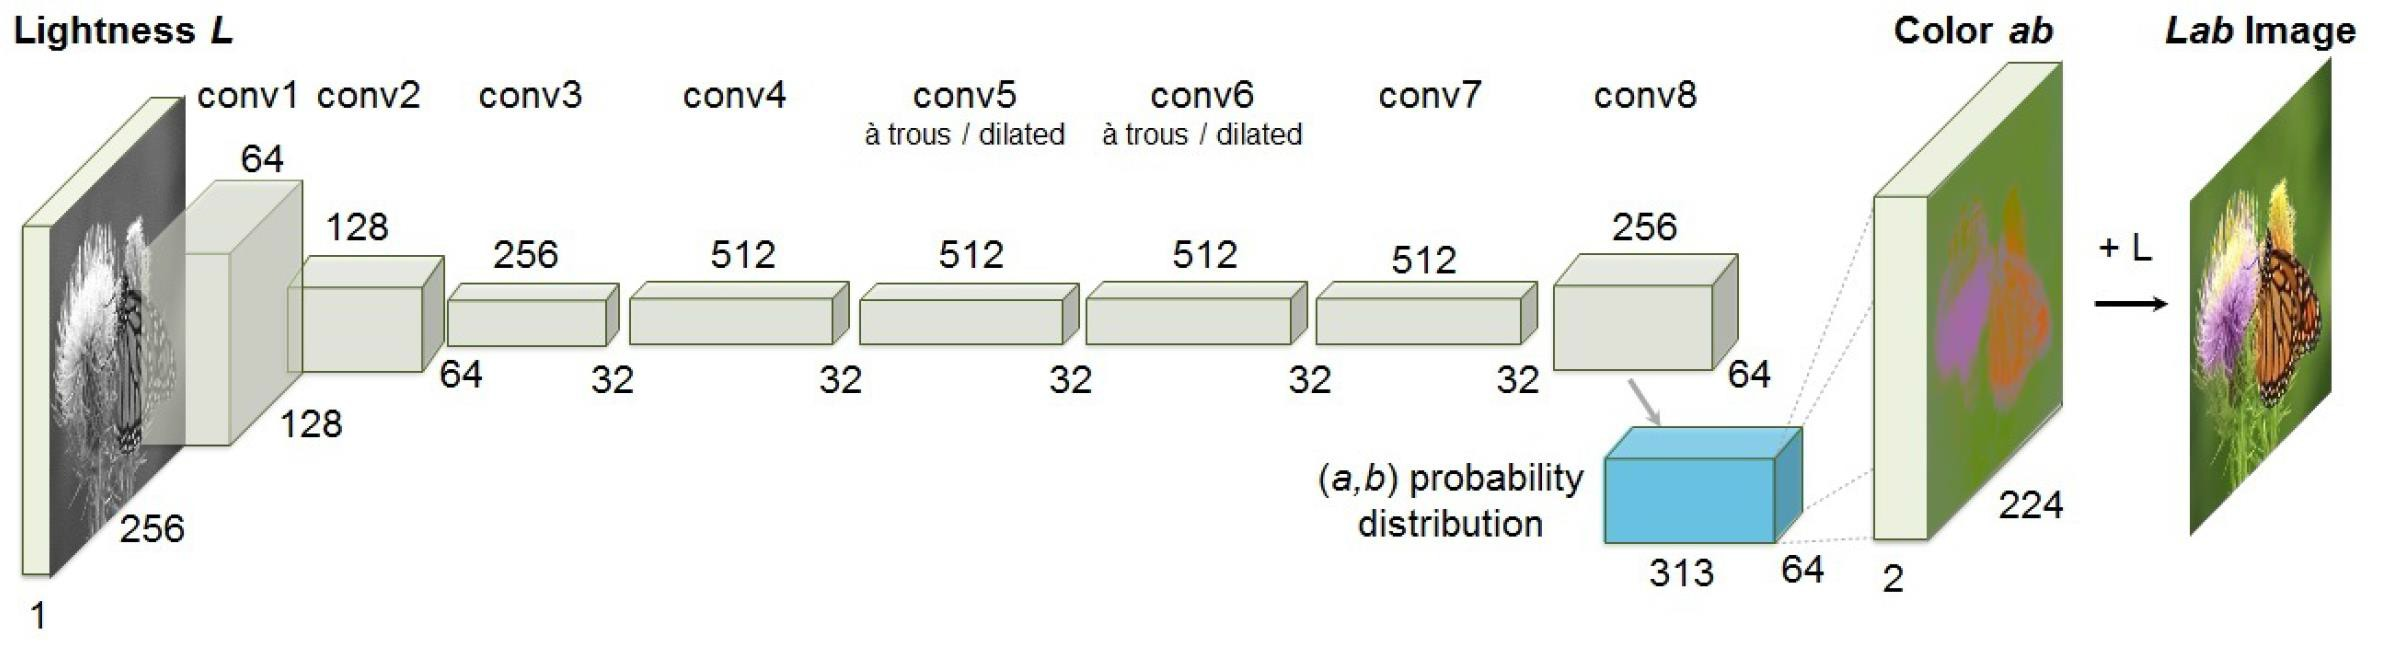 Lightness L
Color ab
Lab Image
conv1
conv2
conv3
conv4
conv5
à trous / dilated
conv6
à trous / dilated
conv7
conv8
64
128
256
512
512
512
512
256
+ L
64
32
32
32
32
32
64
128
(a,b) probability
distribution
256
224
313
64
2
1